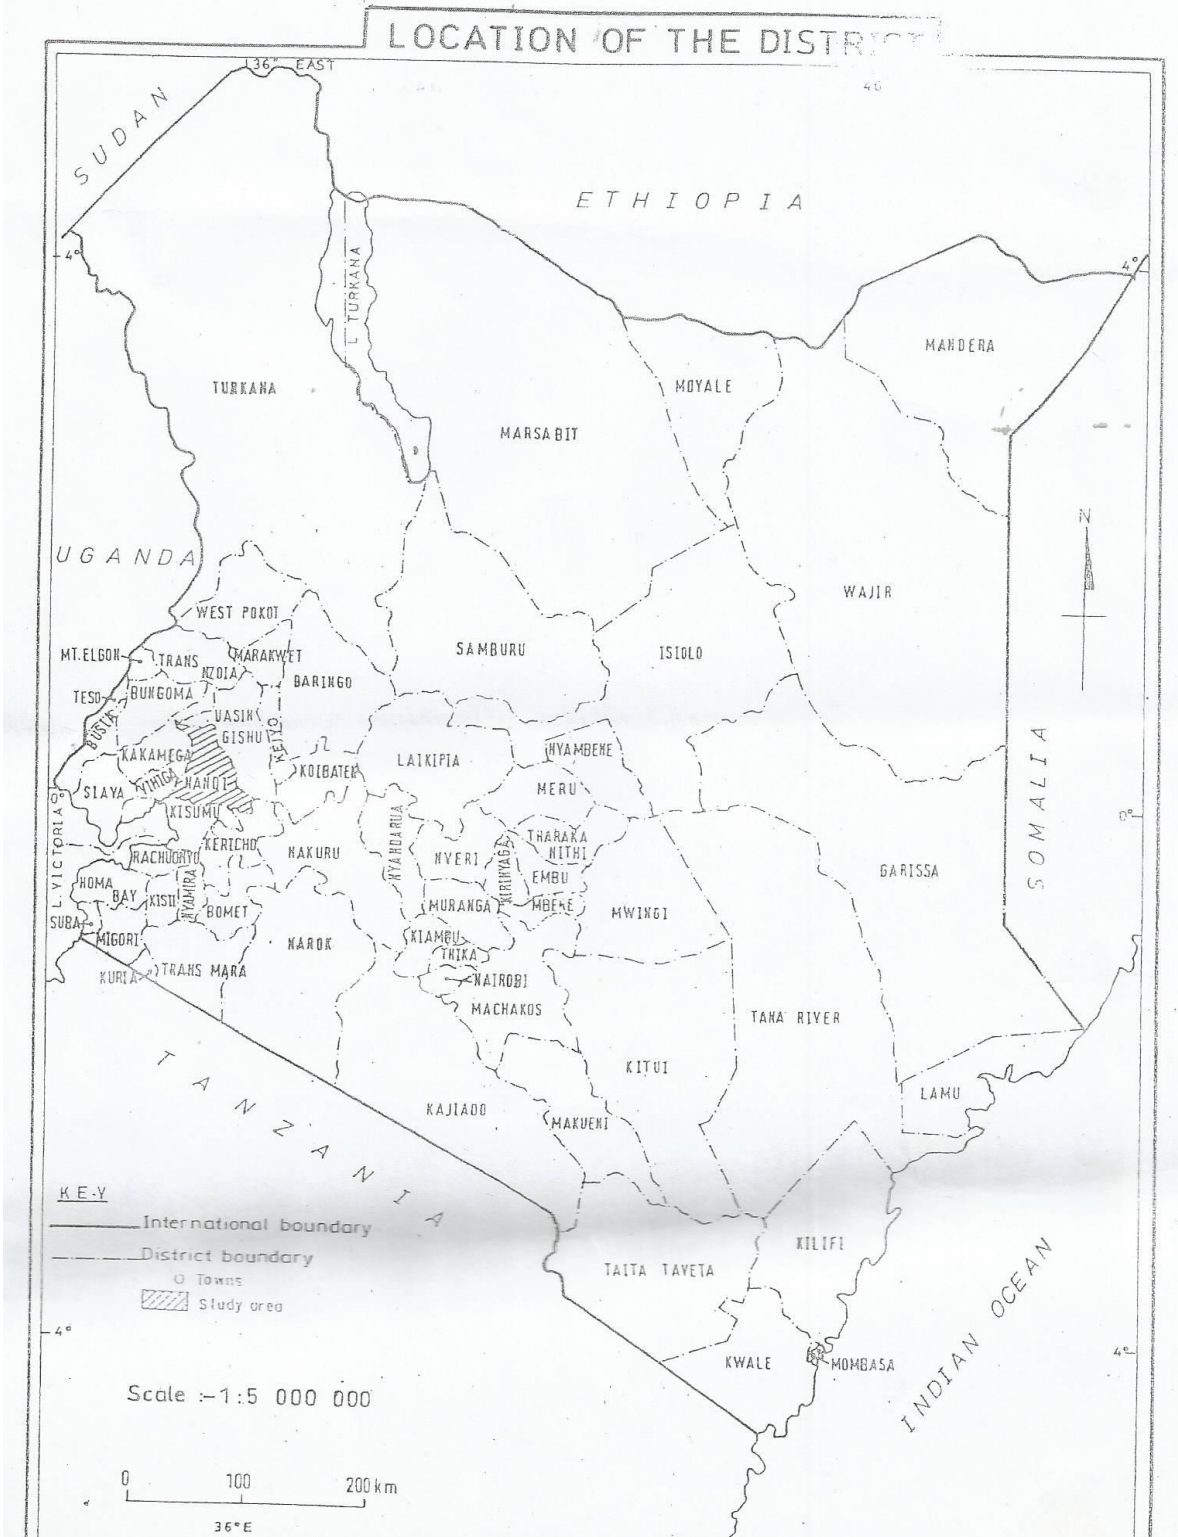 LOCATION OF THE DISTRICT
36° EAST
40
SUDAN
ETHIOPIA
4°
4°
L TURKANA
MANDERA
TURKANA
MOYALE
MARSABIT
N
UGANDA
WAJIR
WEST POKOT
MT.ELGON
TRANS
NZOIA
MARAKWET
SAMBURU
ISIOLO
BARINGO
TESO
BUNGOMA
BUSIA
UASIN
GISHU
KEIYO
KAKAMEGA
LAIKIPIA
NYAMBENE
KOIBATEK
SIAYA
VIHIGA
NANDI
MERU
SOMALIA
0°
0°
KISUMU
L.VICTORIA
KERICHO
NAKURU
NYANDARUA
NYERI
KIRINYAGA
THARAKA
NITHI
RACHUONYO
GARISSA
EMBU
HOMA
BAY
KISII
NYAMIRA
BOMET
MURANGA
MBERE
MWINGI
SUBA
MIGORI
NAROK
KIAMBU
THIKA
KURIA
TRANS MARA
NAIROBI
MACHAKOS
TANA RIVER
KITUI
LAMU
TANZANIA
KAJIADO
MAKUENI
KEY
International boundary
District boundary
O Towns
Study area
KILIFI
TAITA TAVETA
INDIAN OCEAN
4°
4°
KWALE
MOMBASA
Scale :-1:5 000 000
0 100 200km
36°E